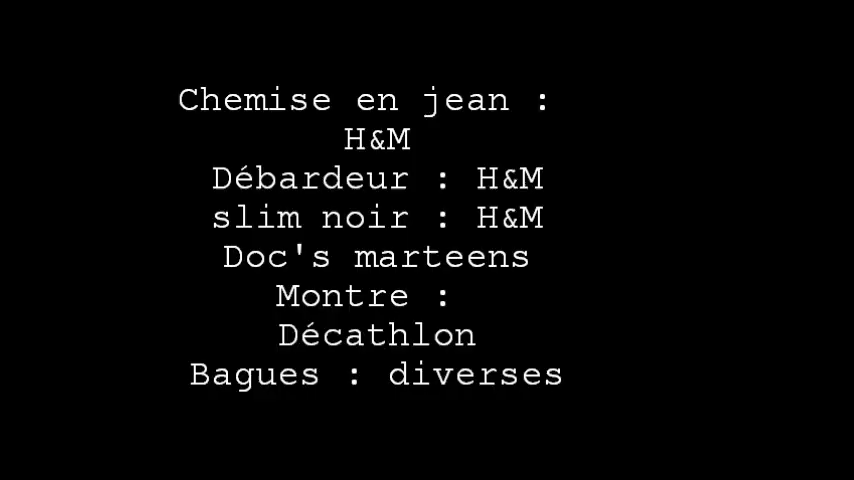 Chemise en jean :
H&M
Débardeur : H&M
slim noir : H&M
Doc's marteens
Montre :
Décathlon
Bagues : diverses